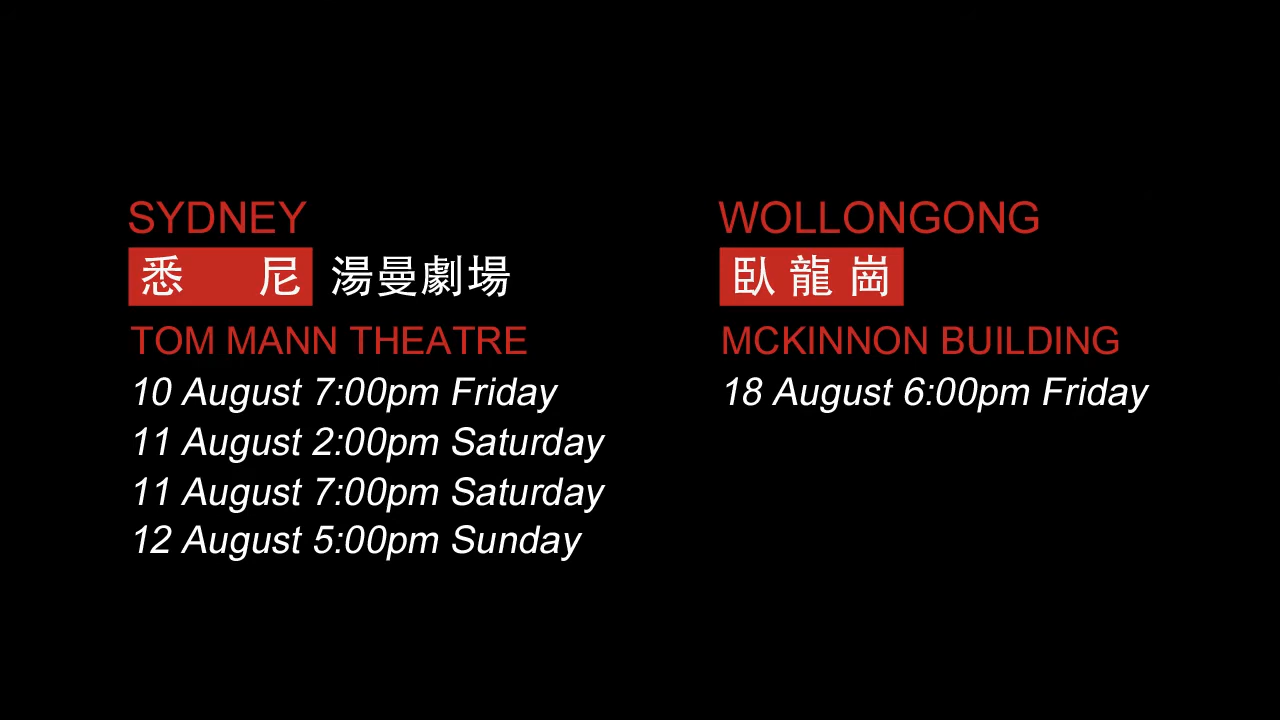 SYDNEY
悉 尼 湯曼劇場
TOM MANN THEATRE
10 August 7:00pm Friday
11 August 2:00pm Saturday
11 August 7:00pm Saturday
12 August 5:00pm Sunday
WOLLONGONG
臥龍崗
MCKINNON BUILDING
18 August 6:00pm Friday